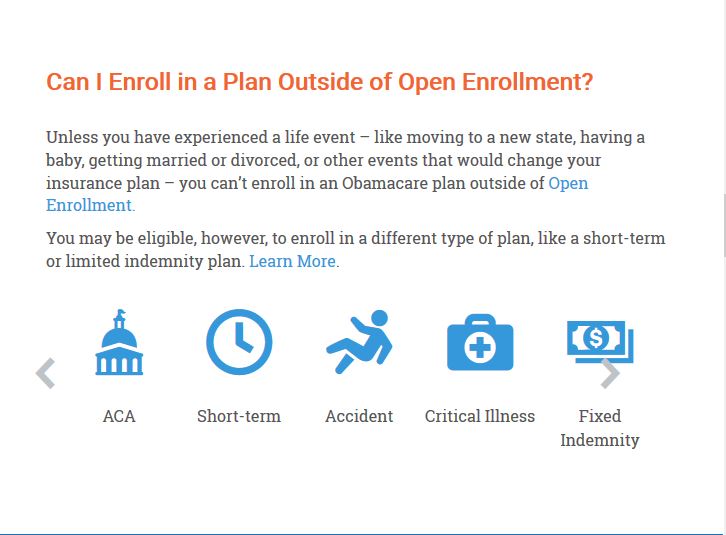 Can I Enroll in a Plan Outside of Open Enrollment?
Unless you have experienced a life event – like moving to a new state, having a
baby, getting married or divorced, or other events that would change your
insurance plan – you can’t enroll in an Obamacare plan outside of Open
Enrollment.
You may be eligible, however, to enroll in a different type of plan, like a short-term
or limited indemnity plan. Learn More.
$
ACA Short-term Accident Critical Illness Fixed
Indemnity